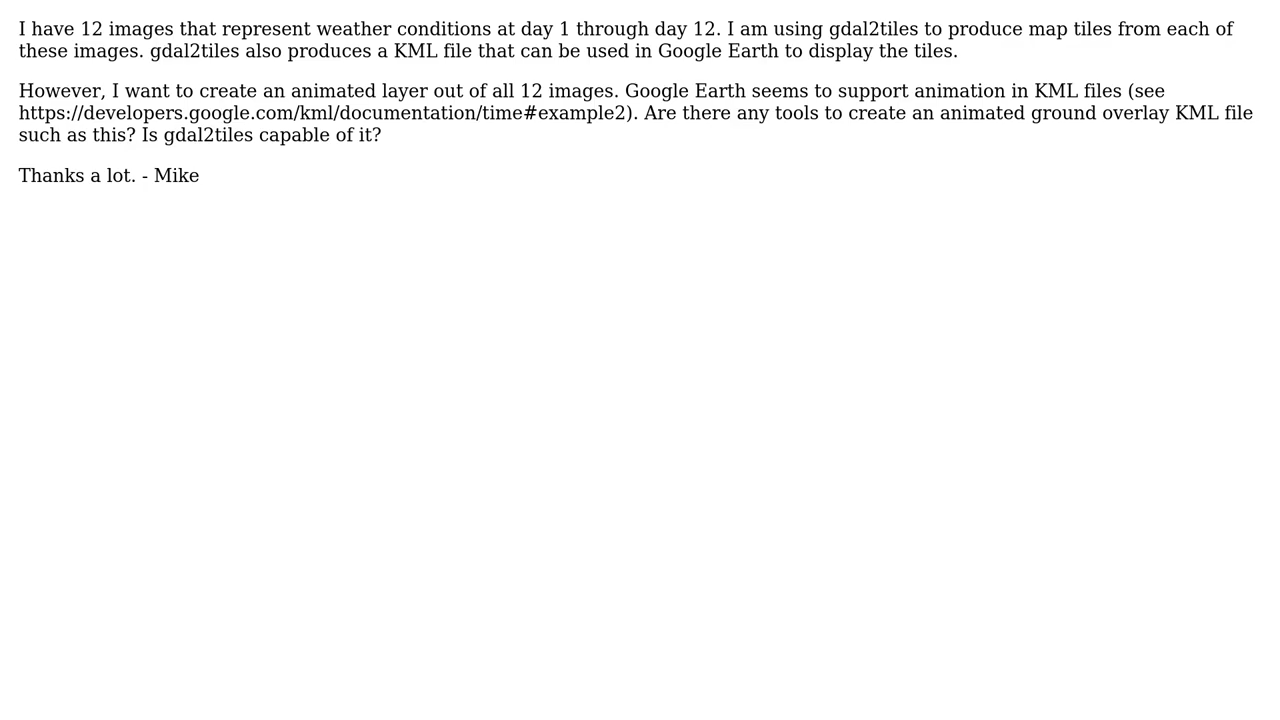 I have 12 images that represent weather conditions at day 1 through day 12. I am using gdal2tiles to produce map tiles from each of
these images. gdal2tiles also produces a KML file that can be used in Google Earth to display the tiles.
However, I want to create an animated layer out of all 12 images. Google Earth seems to support animation in KML files (see
https://developers.google.com/kml/documentation/time#example2). Are there any tools to create an animated ground overlay KML file
such as this? Is gdal2tiles capable of it?
Thanks a lot. - Mike